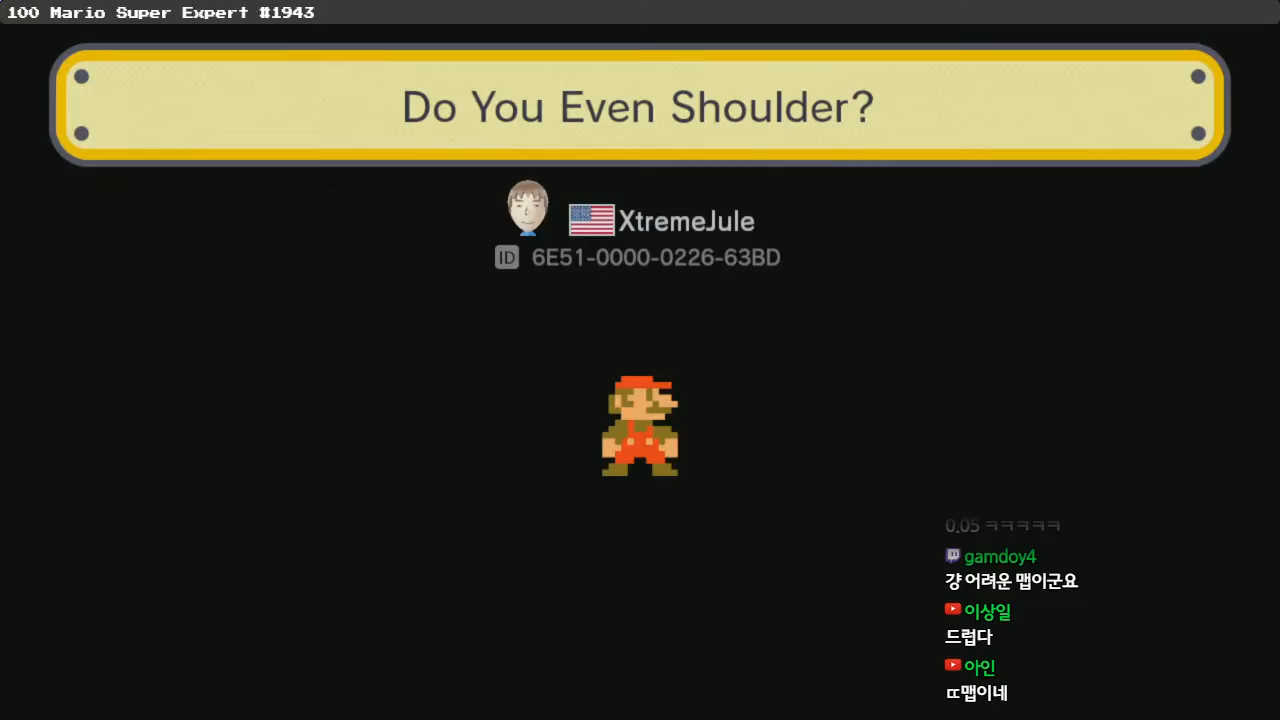 100 Mario Super Expert #1943
Do You Even Shoulder?
XtremeJule
ID 6E51-0000-0226-63BD
0.05 ㅋㅋㅋㅋㅋ
gamdoy4
걍 어려운 맵이군요
이상일
드럽다
아인
ㄸ맵이네